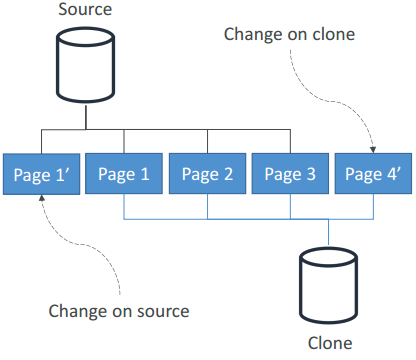 Source
Change on clone
Page 1′
Page 1
Page 2
Page 3
Page 4′
Change on source
Clone